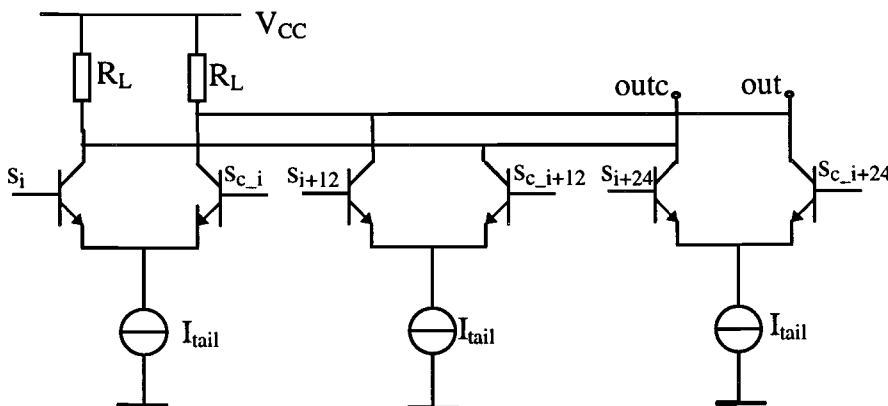 V_CC
R_L R_L
outc out
s_i s_c_i s_i+12 s_c_i+12 s_i+24 s_c_i+24
I_tail I_tail I_tail